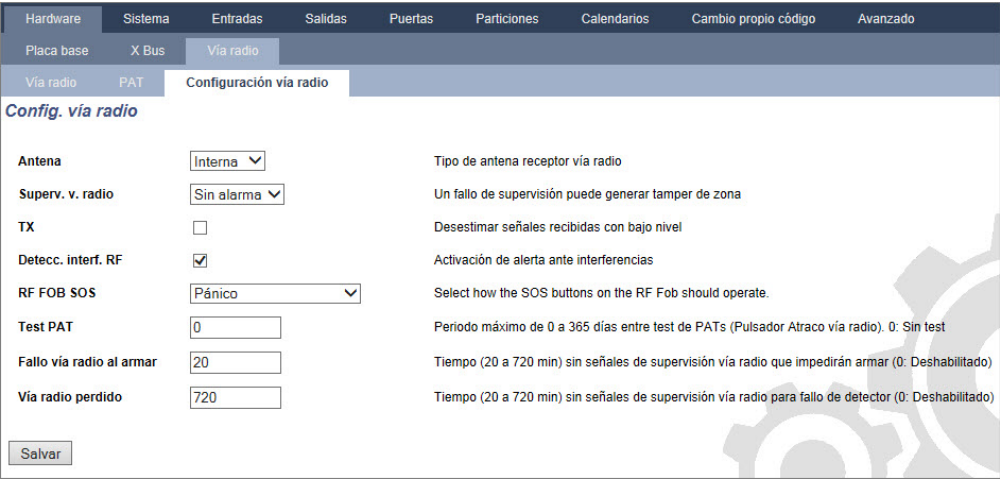 Hardware Sistema Entradas Salidas Puertas Particiones Calendarios Cambio propio código Avanzado
Placa base X Bus Vía radio
Vía radio PAT Configuración vía radio
Config. vía radio
Antena Interna Tipo de antena receptor vía radio
Superv. v. radio Sin alarma Un fallo de supervisión puede generar tamper de zona
TX Desestimar señales recibidas con bajo nivel
Detecc. interf. RF Activación de alerta ante interferencias
RF FOB SOS Pánico Select how the SOS buttons on the RF Fob should operate.
Test PAT 0 Periodo máximo de 0 a 365 días entre test de PATs (Pulsador Atraco vía radio). 0: Sin test
Fallo vía radio al armar 20 Tiempo (20 a 720 min) sin señales de supervisión vía radio que impedirán armar (0: Deshabilitado)
Vía radio perdido 720 Tiempo (20 a 720 min) sin señales de supervisión vía radio para fallo de detector (0: Deshabilitado)
Salvar